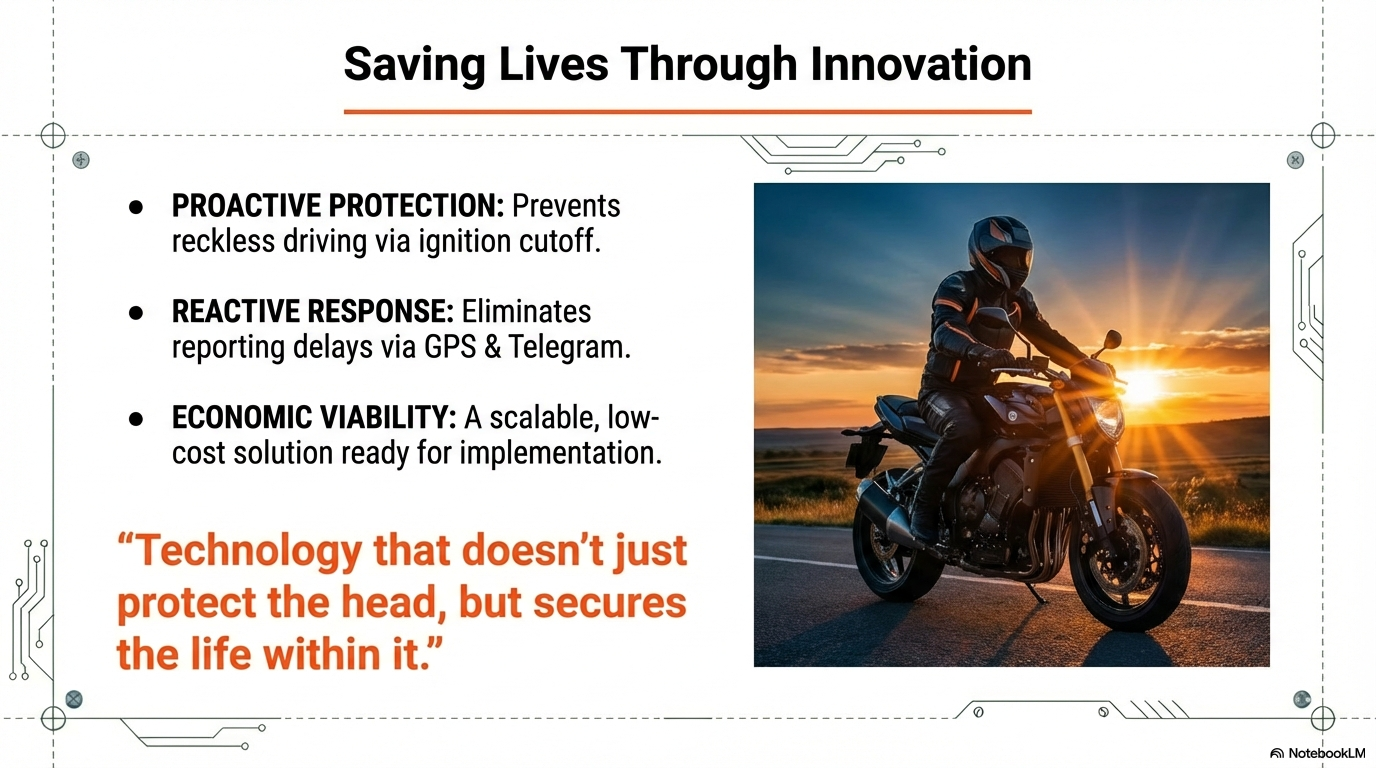 Saving Lives Through Innovation
● PROACTIVE PROTECTION: Prevents
reckless driving via ignition cutoff.
● REACTIVE RESPONSE: Eliminates
reporting delays via GPS & Telegram.
● ECONOMIC VIABILITY: A scalable, low-
cost solution ready for implementation.
“Technology that doesn’t just
protect the head, but secures
the life within it.”
NotebookLM